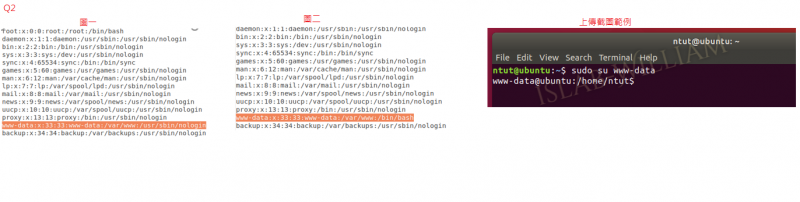 Q2
圖一
root:x:0:0:root:/root:/bin/bash
daemon:x:1:1:daemon:/usr/sbin:/usr/sbin/nologin
bin:x:2:2:bin:/bin:/usr/sbin/nologin
sys:x:3:3:sys:/dev:/usr/sbin/nologin
sync:x:4:65534:sync:/bin:/bin/sync
games:x:5:60:games:/usr/games:/usr/sbin/nologin
man:x:6:12:man:/var/cache/man:/usr/sbin/nologin
lp:x:7:7:lp:/var/spool/lpd:/usr/sbin/nologin
mail:x:8:8:mail:/var/mail:/usr/sbin/nologin
news:x:9:9:news:/var/spool/news:/usr/sbin/nologin
uucp:x:10:10:uucp:/var/spool/uucp:/usr/sbin/nologin
proxy:x:13:13:proxy:/bin:/usr/sbin/nologin
www-data:x:33:33:www-data:/var/www:/usr/sbin/nologin
backup:x:34:34:backup:/var/backups:/usr/sbin/nologin
圖二
daemon:x:1:1:daemon:/usr/sbin:/usr/sbin/nologin
bin:x:2:2:bin:/bin:/usr/sbin/nologin
sys:x:3:3:sys:/dev:/usr/sbin/nologin
sync:x:4:65534:sync:/bin:/bin/sync
games:x:5:60:games:/usr/games:/usr/sbin/nologin
man:x:6:12:man:/var/cache/man:/usr/sbin/nologin
lp:x:7:7:lp:/var/spool/lpd:/usr/sbin/nologin
mail:x:8:8:mail:/var/mail:/usr/sbin/nologin
news:x:9:9:news:/var/spool/news:/usr/sbin/nologin
uucp:x:10:10:uucp:/var/spool/uucp:/usr/sbin/nologin
proxy:x:13:13:proxy:/bin:/usr/sbin/nologin
www-data:x:33:33:www-data:/var/www:/bin/bash
backup:x:34:34:backup:/var/backups:/usr/sbin/nologin
上傳截圖範例
ntut@ubuntu: ~
File Edit View Search Terminal Help
ntut@ubuntu:~$ sudo su www-data
www-data@ubuntu:/home/ntut$